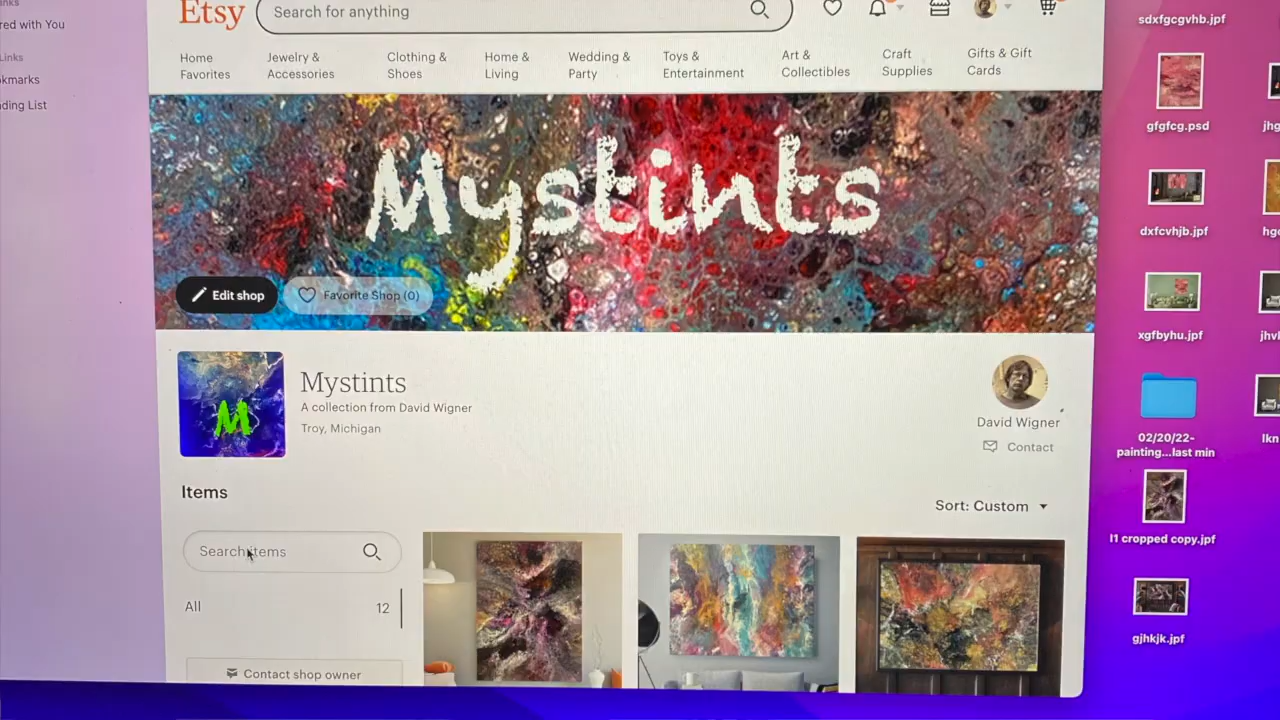 Etsy
Search for anything
Home Favorites
Jewelry & Accessories
Clothing & Shoes
Home & Living
Wedding & Party
Toys & Entertainment
Art & Collectibles
Craft Supplies
Gifts & Gift Cards
red with You
Links
kmarks
ding List
Mystints
Edit shop
Favorite Shop (0)
M
Mystints
A collection from David Wigner
Troy, Michigan
David Wigner
Contact
Items
Sort: Custom
Search items
All
12
Contact shop owner
sdxfgcgvhb.jpf
gfgfcg.psd
jhg
dxfcvhjb.jpf
hgc
xgfbyhu.jpf
02/20/22-
painting...last min
lkn
l1 cropped copy.jpf
gjhkjk.jpf